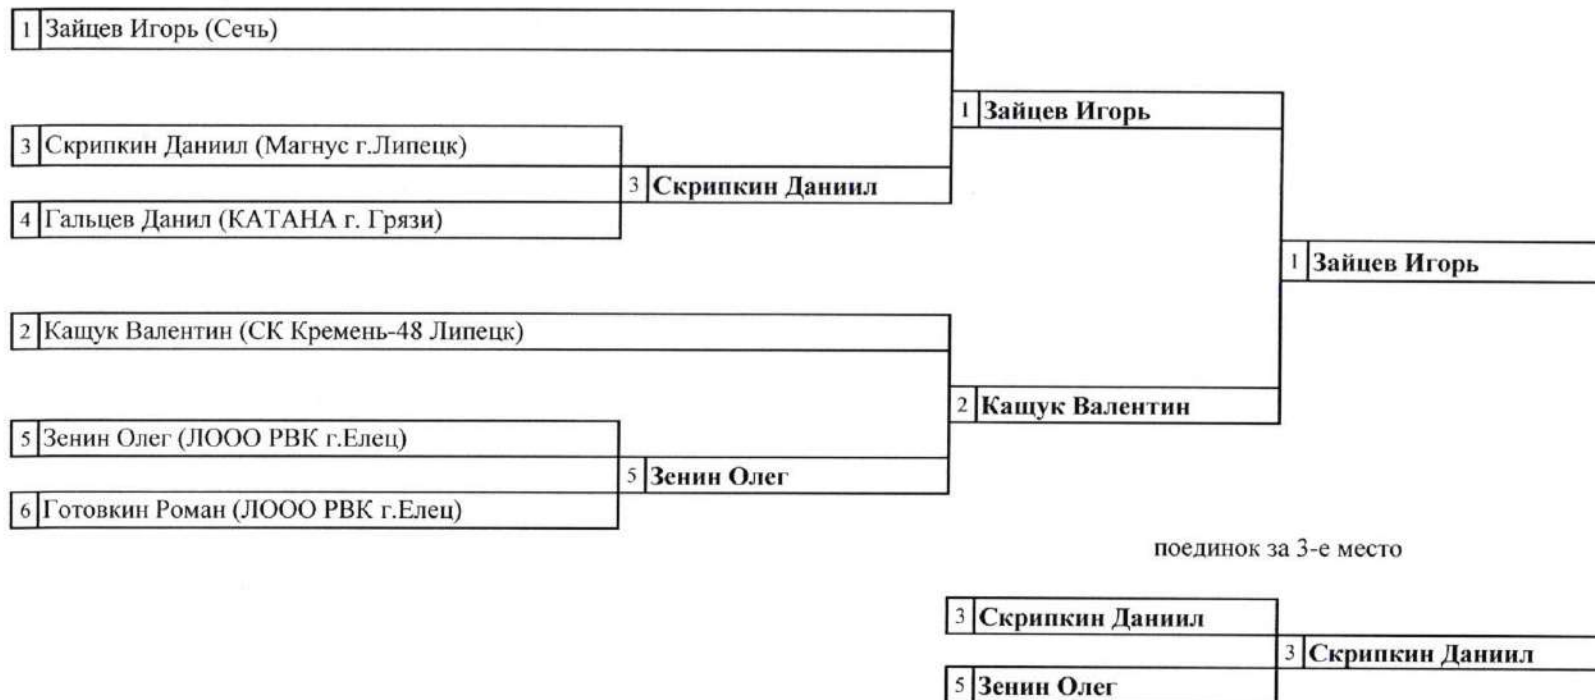 1 Зайцев Игорь (Сечь)
1 Зайцев Игорь
3 Скрипкин Даниил (Магнус г.Липецк)
3 Скрипкин Даниил
4 Гальцев Данил (КАТАНА г. Грязи)
1 Зайцев Игорь
2 Кащук Валентин (СК Кремень-48 Липецк)
2 Кащук Валентин
5 Зенин Олег (ЛООО РВК г.Елец)
5 Зенин Олег
6 Готовкин Роман (ЛООО РВК г.Елец)
поединок за 3-е место
3 Скрипкин Даниил
3 Скрипкин Даниил
5 Зенин Олег